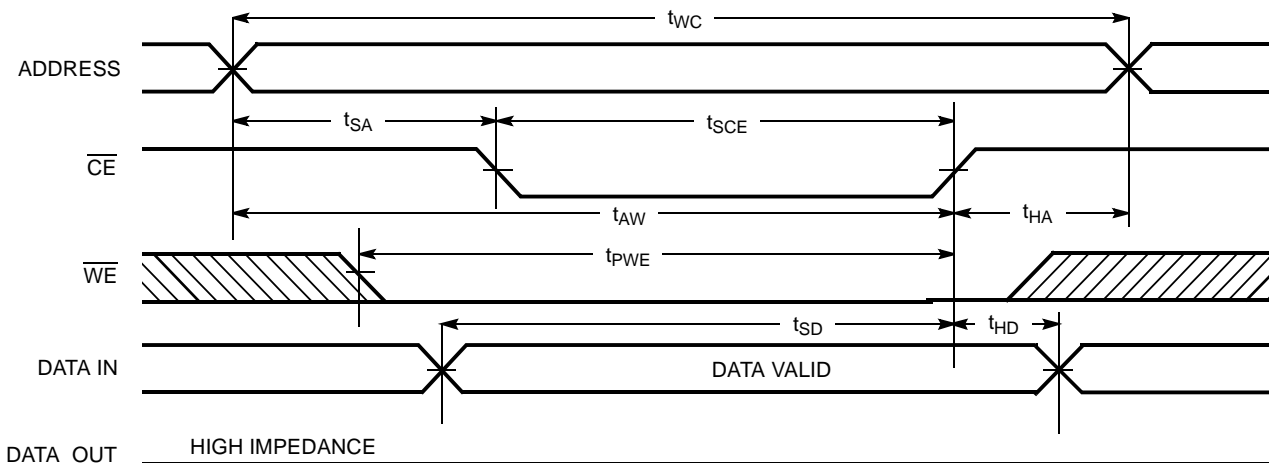 tWC
ADDRESS
tSA
tSCE
CE
tAW
tHA
tPWE
WE
tSD
tHD
DATA IN
DATA VALID
DATA OUT
HIGH IMPEDANCE